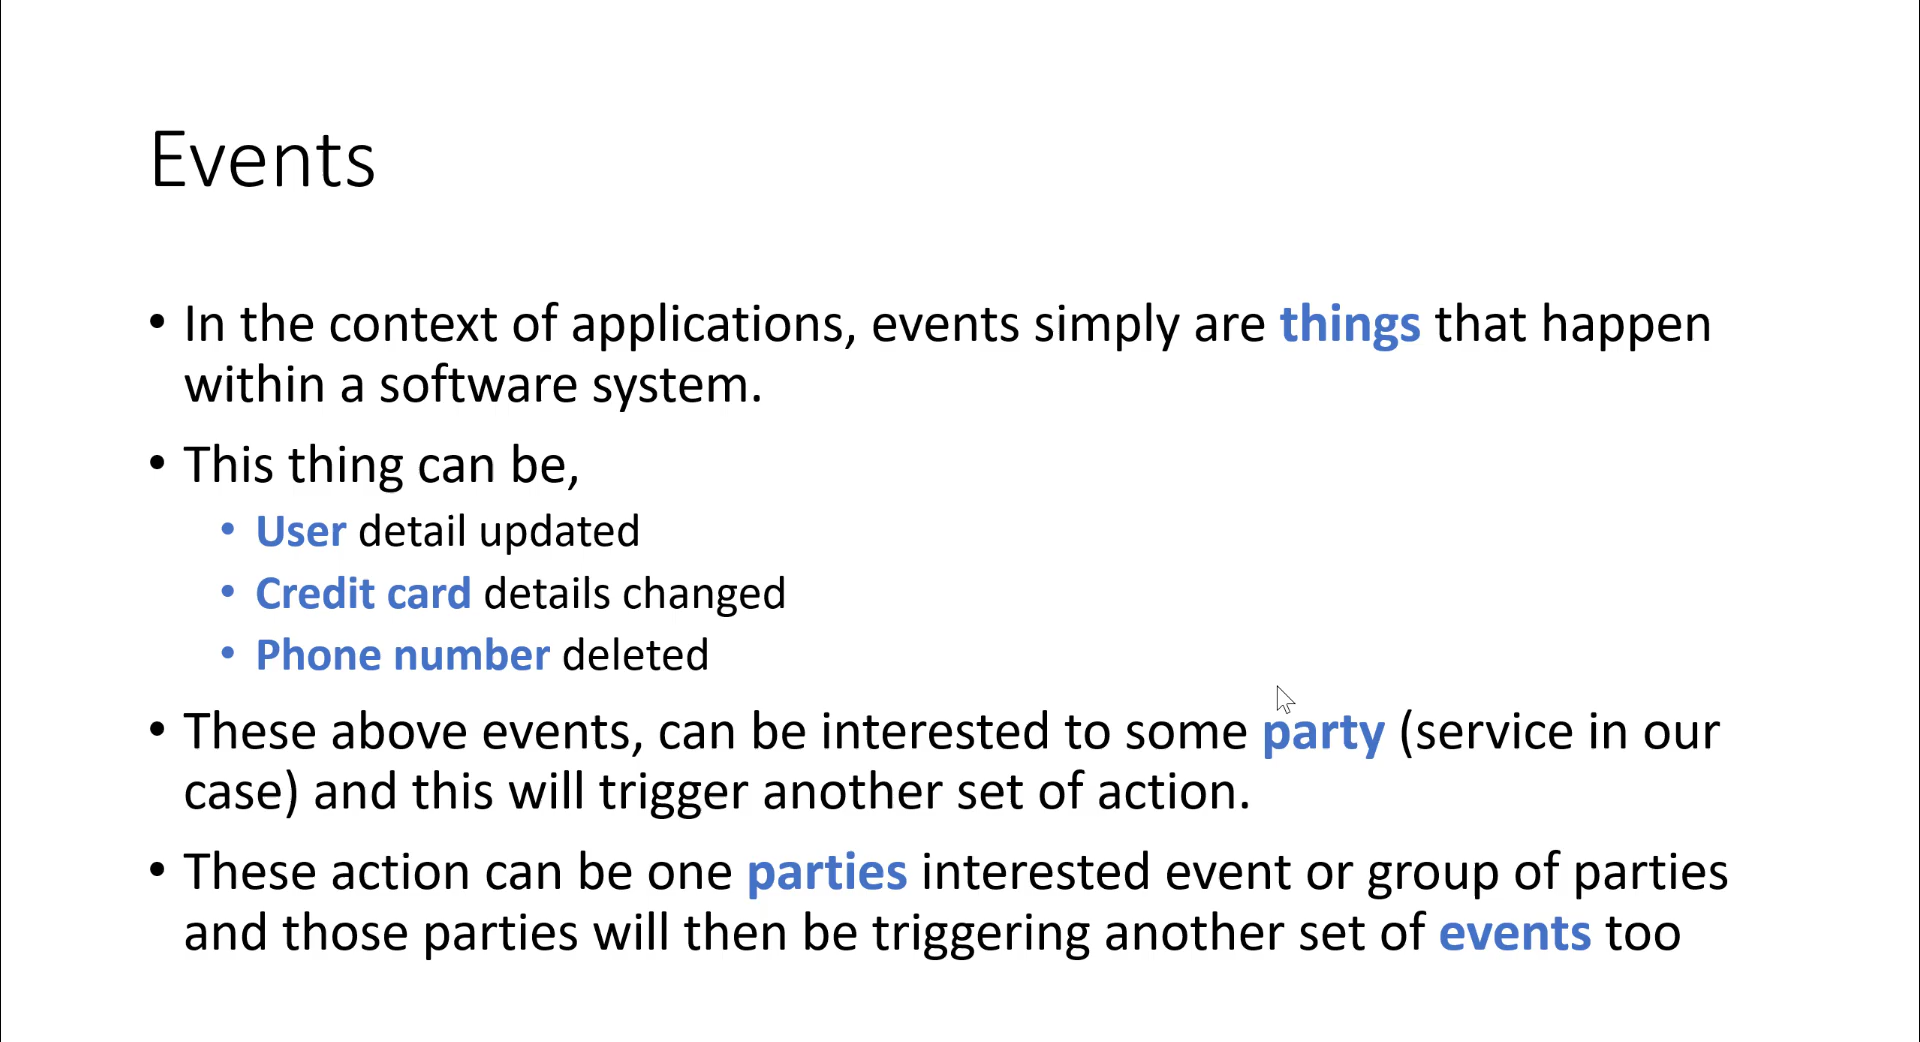 Events
• In the context of applications, events simply are things that happen
within a software system.
• This thing can be,
• User detail updated
• Credit card details changed
• Phone number deleted
• These above events, can be interested to some party (service in our
case) and this will trigger another set of action.
• These action can be one parties interested event or group of parties
and those parties will then be triggering another set of events too